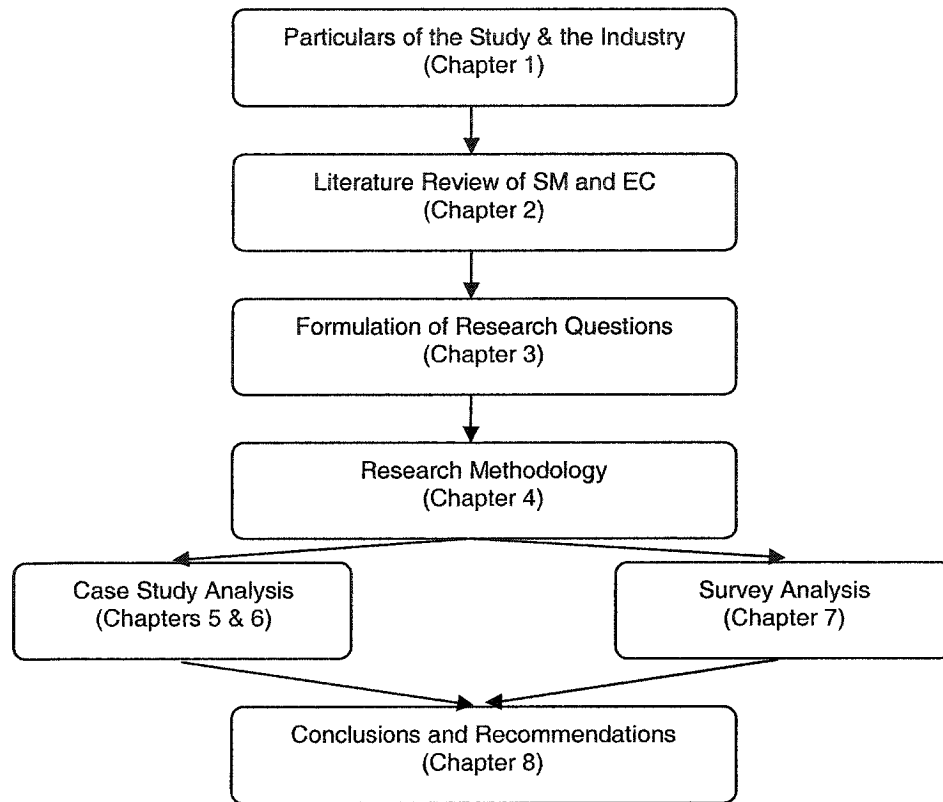 Particulars of the Study & the Industry
(Chapter 1)
Literature Review of SM and EC
(Chapter 2)
Formulation of Research Questions
(Chapter 3)
Research Methodology
(Chapter 4)
Case Study Analysis
(Chapters 5 & 6)
Survey Analysis
(Chapter 7)
Conclusions and Recommendations
(Chapter 8)